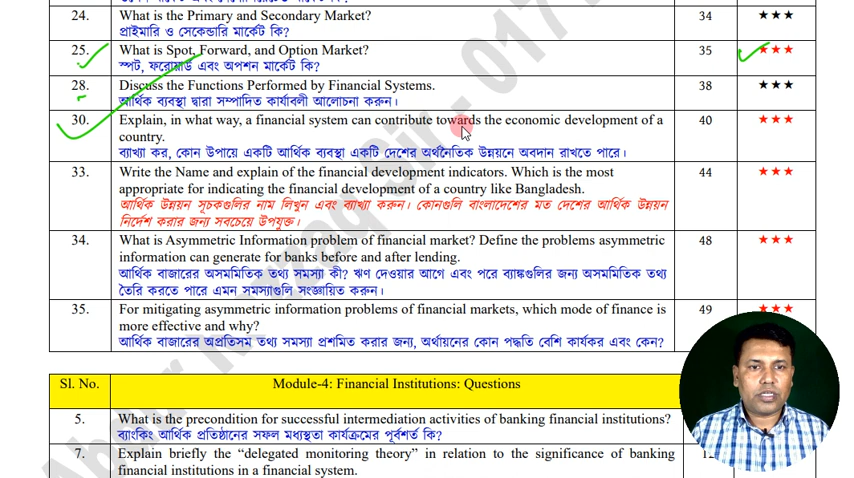 24. What is the Primary and Secondary Market? 34 ★★★
প্রাইমারি ও সেকেন্ডারি মার্কেট কি?
25. What is Spot, Forward, and Option Market? 35 ★★★
স্পট, ফরোয়ার্ড এবং অপশন মার্কেট কি?
28. Discuss the Functions Performed by Financial Systems. 38 ★★★
আর্থিক ব্যবস্থা দ্বারা সম্পাদিত কার্যাবলী আলোচনা করুন।
30. Explain, in what way, a financial system can contribute towards the economic development of a 40 ★★★
country.
ব্যাখ্যা কর, কোন উপায়ে একটি আর্থিক ব্যবস্থা একটি দেশের অর্থনৈতিক উন্নয়নে অবদান রাখতে পারে।
33. Write the Name and explain of the financial development indicators. Which is the most 44 ★★★
appropriate for indicating the financial development of a country like Bangladesh.
আর্থিক উন্নয়ন সূচকগুলির নাম লিখুন এবং ব্যাখ্যা করুন। কোনগুলি বাংলাদেশের মত দেশের আর্থিক উন্নয়ন
নির্দেশ করার জন্য সবচেয়ে উপযুক্ত।
34. What is Asymmetric Information problem of financial market? Define the problems asymmetric 48 ★★★
information can generate for banks before and after lending.
আর্থিক বাজারের অসমমিতিক তথ্য সমস্যা কী? ঋণ দেওয়ার আগে এবং পরে ব্যাঙ্কগুলির জন্য অসমমিতিক তথ্য
তৈরি করতে পারে এমন সমস্যাগুলি সংজ্ঞায়িত করুন।
35. For mitigating asymmetric information problems of financial markets, which mode of finance is 49 ★★★
more effective and why?
আর্থিক বাজারের অপ্রতিসম তথ্য সমস্যা প্রশমিত করার জন্য, অর্থায়নের কোন পদ্ধতি বেশি কার্যকর এবং কেন?
Sl. No. Module-4: Financial Institutions: Questions
5. What is the precondition for successful intermediation activities of banking financial institutions?
ব্যাংকিং আর্থিক প্রতিষ্ঠানের সফল মধ্যস্থতা কার্যক্রমের পূর্বশর্ত কি?
7. Explain briefly the “delegated monitoring theory” in relation to the significance of banking
financial institutions in a financial system.